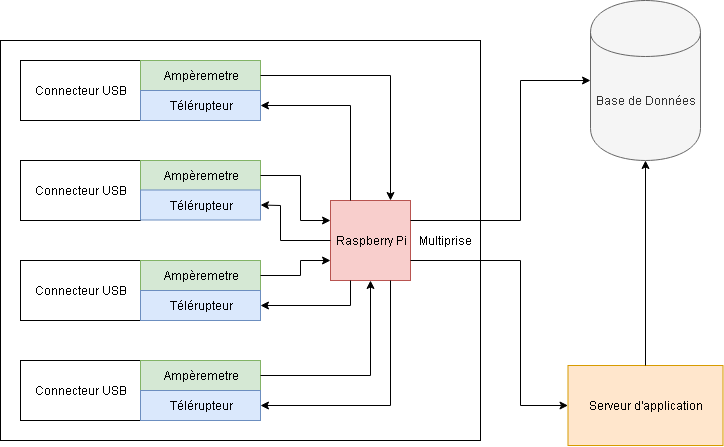 Connecteur USB
Ampèremetre
Télérupteur
Connecteur USB
Ampèremetre
Télérupteur
Connecteur USB
Ampèremetre
Télérupteur
Connecteur USB
Ampèremetre
Télérupteur
Raspberry Pi
Multiprise
Base de Données
Serveur d'application